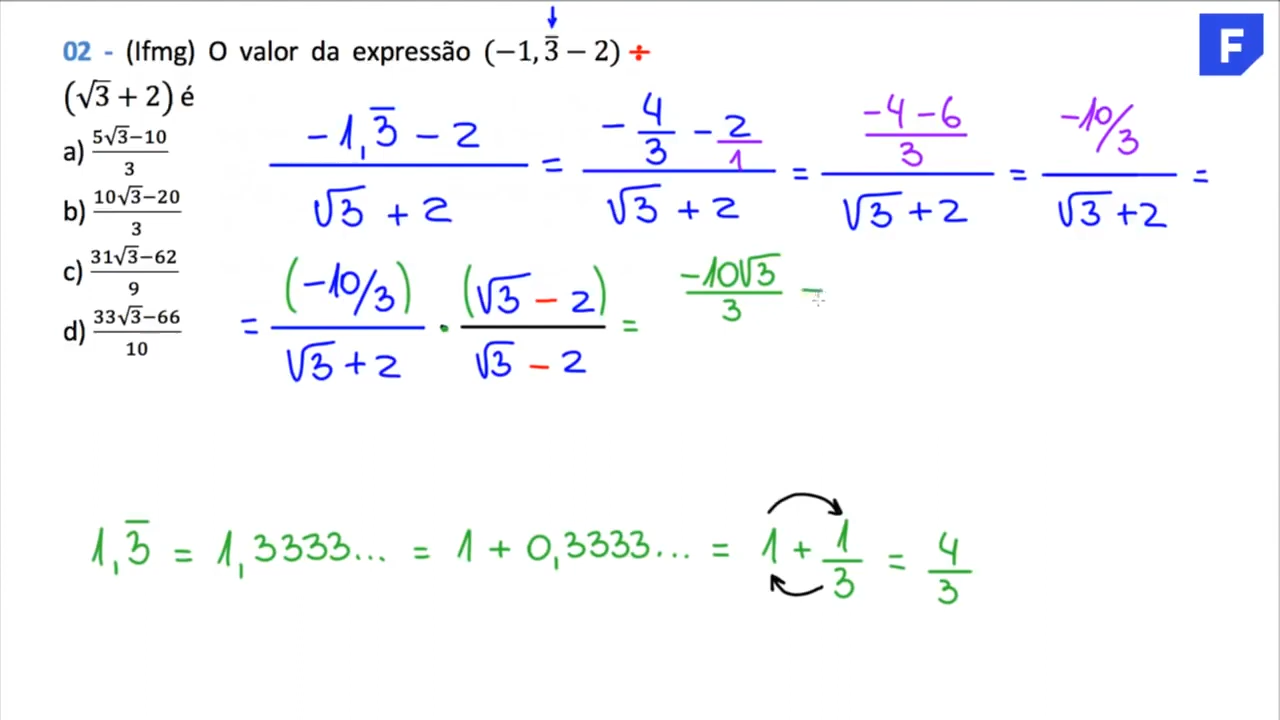 02 - (Ifmg) O valor da expressão (−1, 3̅ − 2) ÷
(√3 + 2) é
a) (5√3−10)/3
b) (10√3−20)/3
c) (31√3−62)/9
d) (33√3−66)/10
F
(−1,3̅ − 2)/(√3 + 2) = (−4/3 − 2/1)/(√3 + 2) = ((−4−6)/3)/(√3+2) = (−10/3)/(√3+2) =
= (−10/3)/(√3+2) · (√3 − 2)/(√3 − 2) = −10√3/3 −
1,3̅ = 1,3333... = 1 + 0,3333... = 1 + 1/3 = 4/3